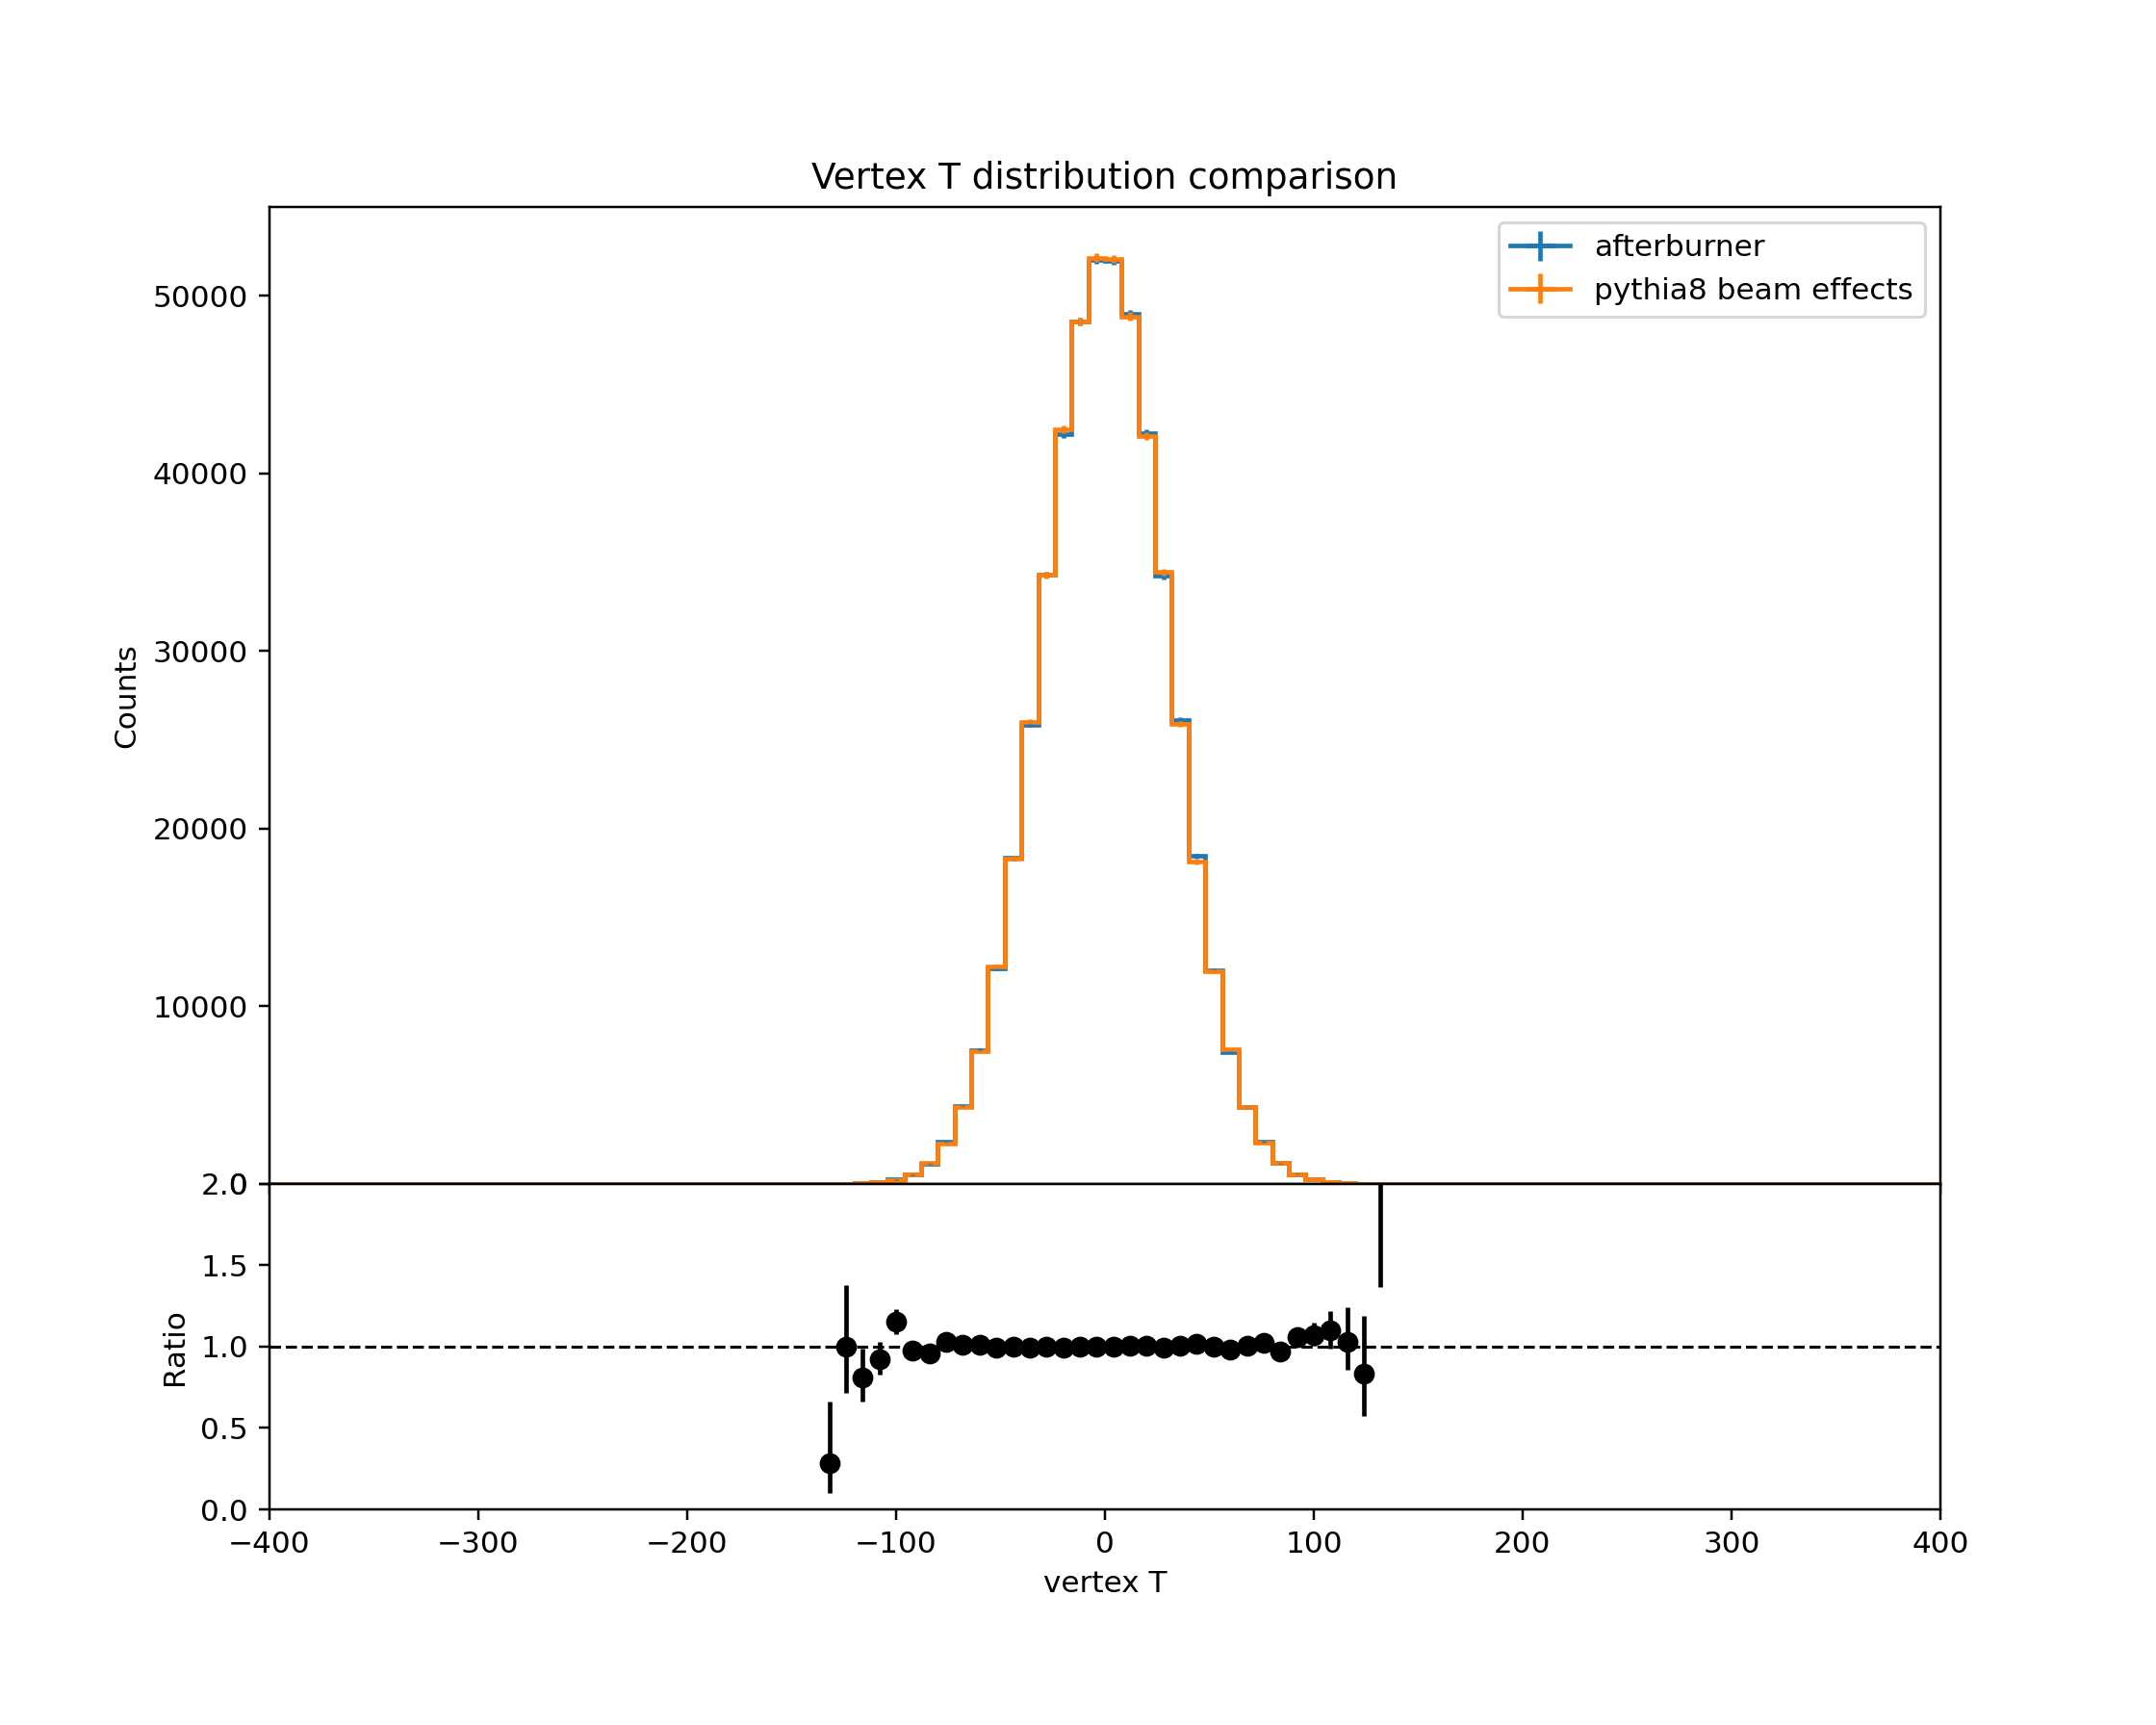 Vertex T distribution comparison
afterburner
pythia8 beam effects
50000
40000
30000
20000
10000
Counts
2.0
1.5
1.0
0.5
0.0
Ratio
−400 −300 −200 −100 0 100 200 300 400
vertex T